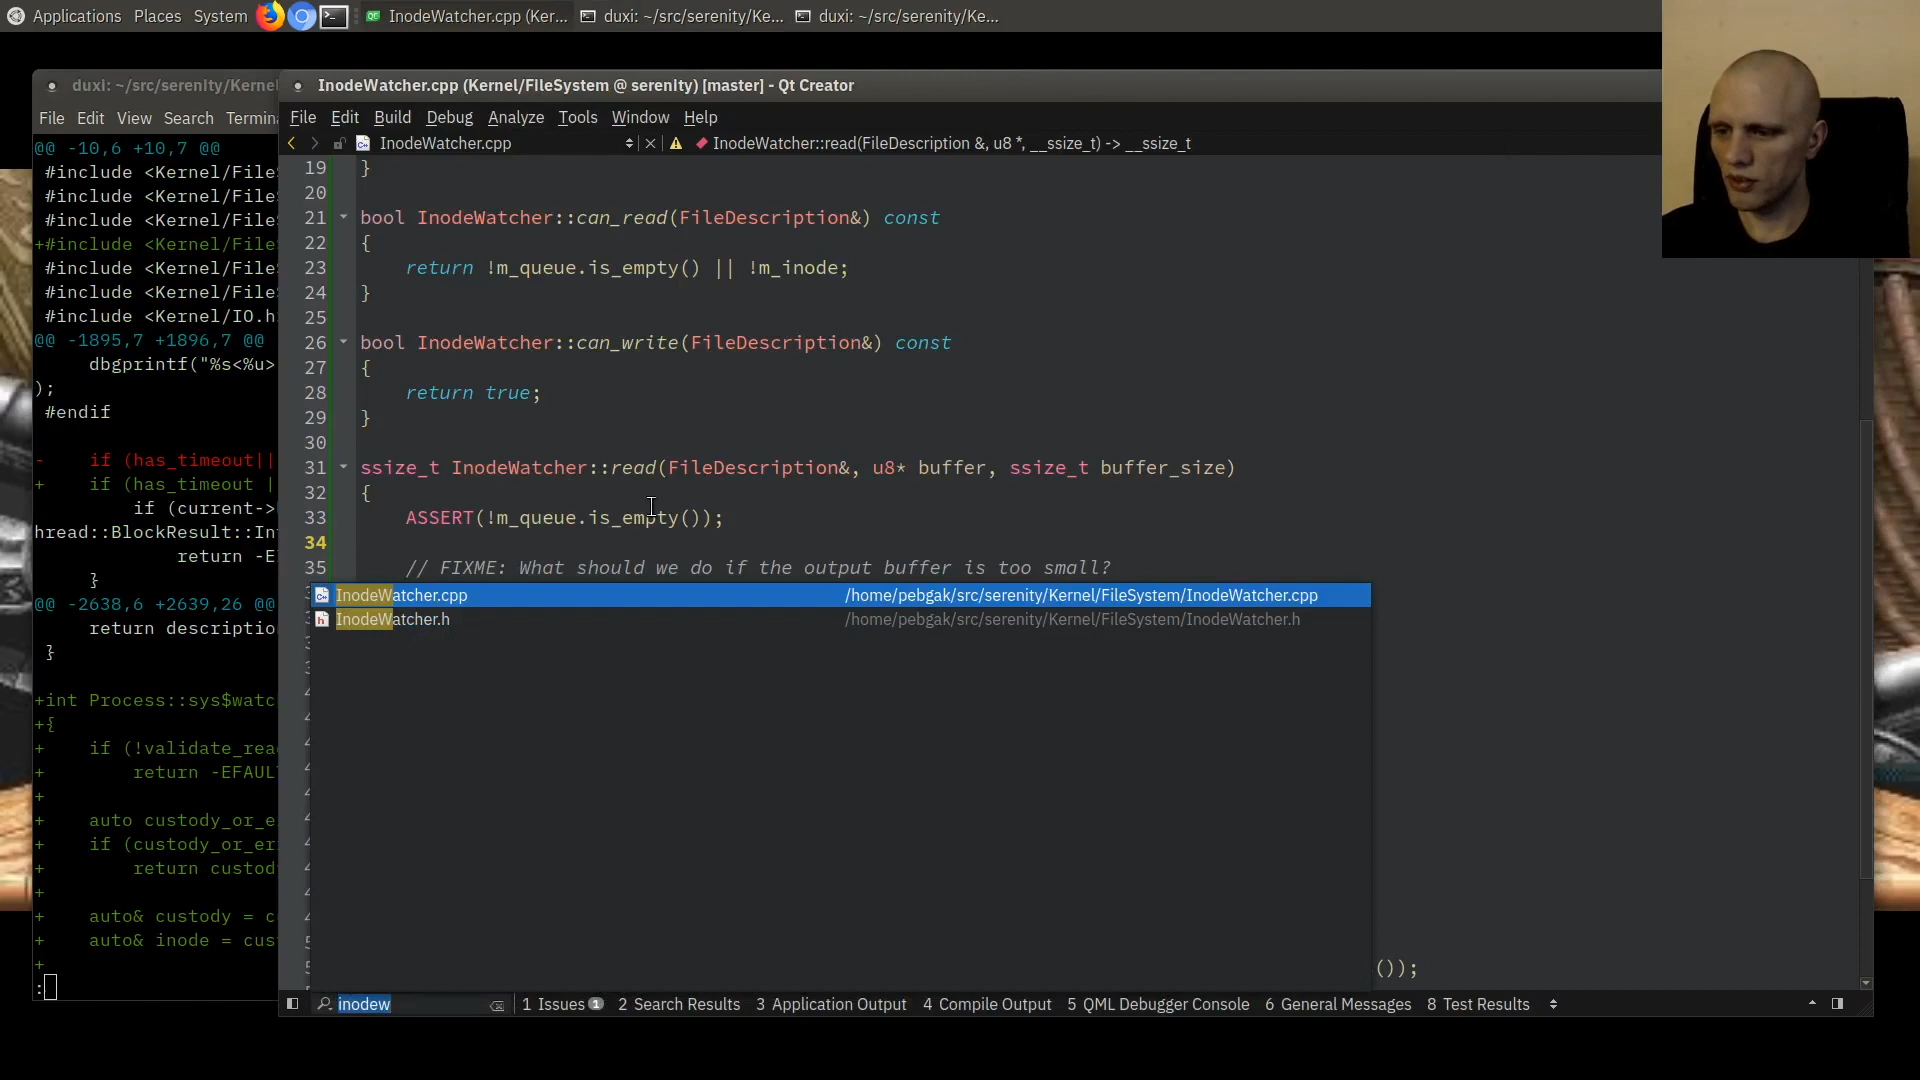 Applications Places System InodeWatcher.cpp (Ker... duxi: ~/src/serenity/Ke... duxi: ~/src/serenity/Ke...
duxi: ~/src/serenity/Kernel
File Edit View Search Termin
@@ -10,6 +10,7 @@
#include <Kernel/File
#include <Kernel/File
#include <Kernel/File
+#include <Kernel/File
#include <Kernel/File
#include <Kernel/File
#include <Kernel/IO.h
@@ -1895,7 +1896,7 @@
dbgprintf("%s<%u>
);
#endif
- if (has_timeout||
+ if (has_timeout |
if (current->
hread::BlockResult::In
return -E
}
@@ -2638,6 +2639,26 @@
return descriptio
}
+int Process::sys$watc
+{
+ if (!validate_rea
+ return -EFAUL
+
+ auto custody_or_e
+ if (custody_or_er
+ return custod
+
+ auto& custody = c
+ auto& inode = cus
+
:
InodeWatcher.cpp (Kernel/FileSystem @ serenity) [master] - Qt Creator
File Edit Build Debug Analyze Tools Window Help
InodeWatcher.cpp InodeWatcher::read(FileDescription &, u8 *, __ssize_t) -> __ssize_t
19 }
20
21 bool InodeWatcher::can_read(FileDescription&) const
22 {
23 return !m_queue.is_empty() || !m_inode;
24 }
25
26 bool InodeWatcher::can_write(FileDescription&) const
27 {
28 return true;
29 }
30
31 ssize_t InodeWatcher::read(FileDescription&, u8* buffer, ssize_t buffer_size)
32 {
33 ASSERT(!m_queue.is_empty());
34
35 // FIXME: What should we do if the output buffer is too small?
InodeWatcher.cpp /home/pebgak/src/serenity/Kernel/FileSystem/InodeWatcher.cpp
InodeWatcher.h /home/pebgak/src/serenity/Kernel/FileSystem/InodeWatcher.h
());
inodew 1 Issues 1 2 Search Results 3 Application Output 4 Compile Output 5 QML Debugger Console 6 General Messages 8 Test Results